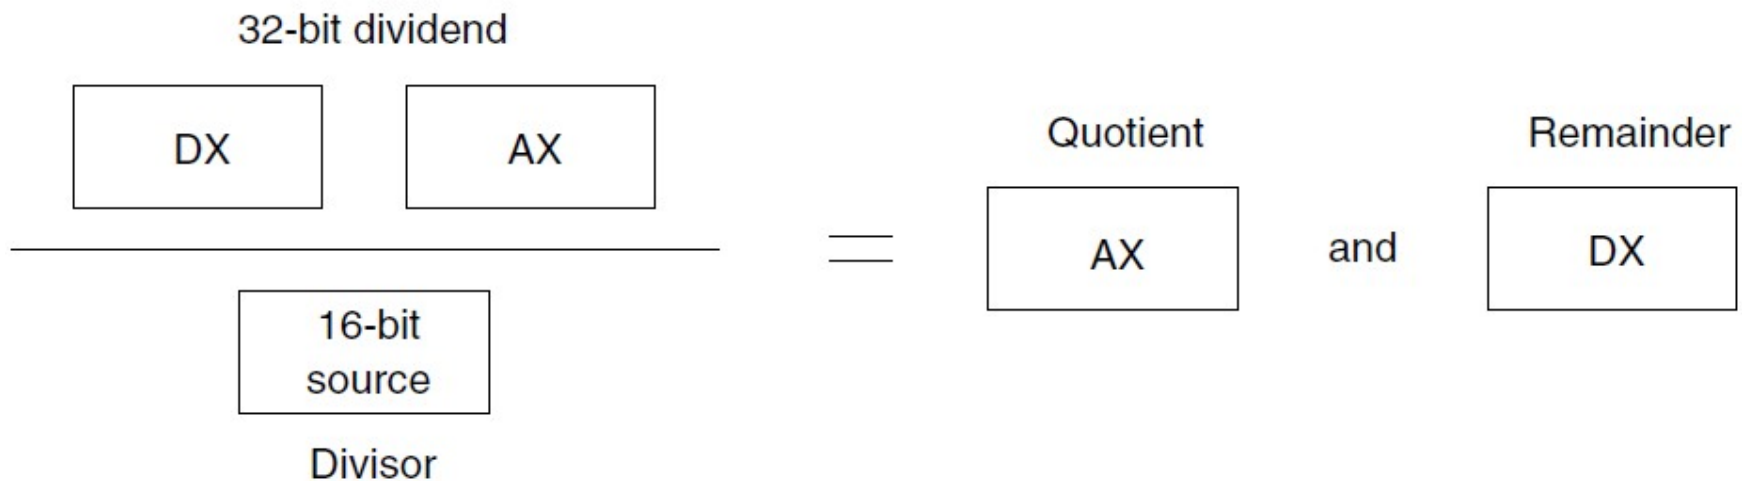 32-bit dividend
DX
AX
16-bit
source
Divisor
Quotient
AX
and
Remainder
DX